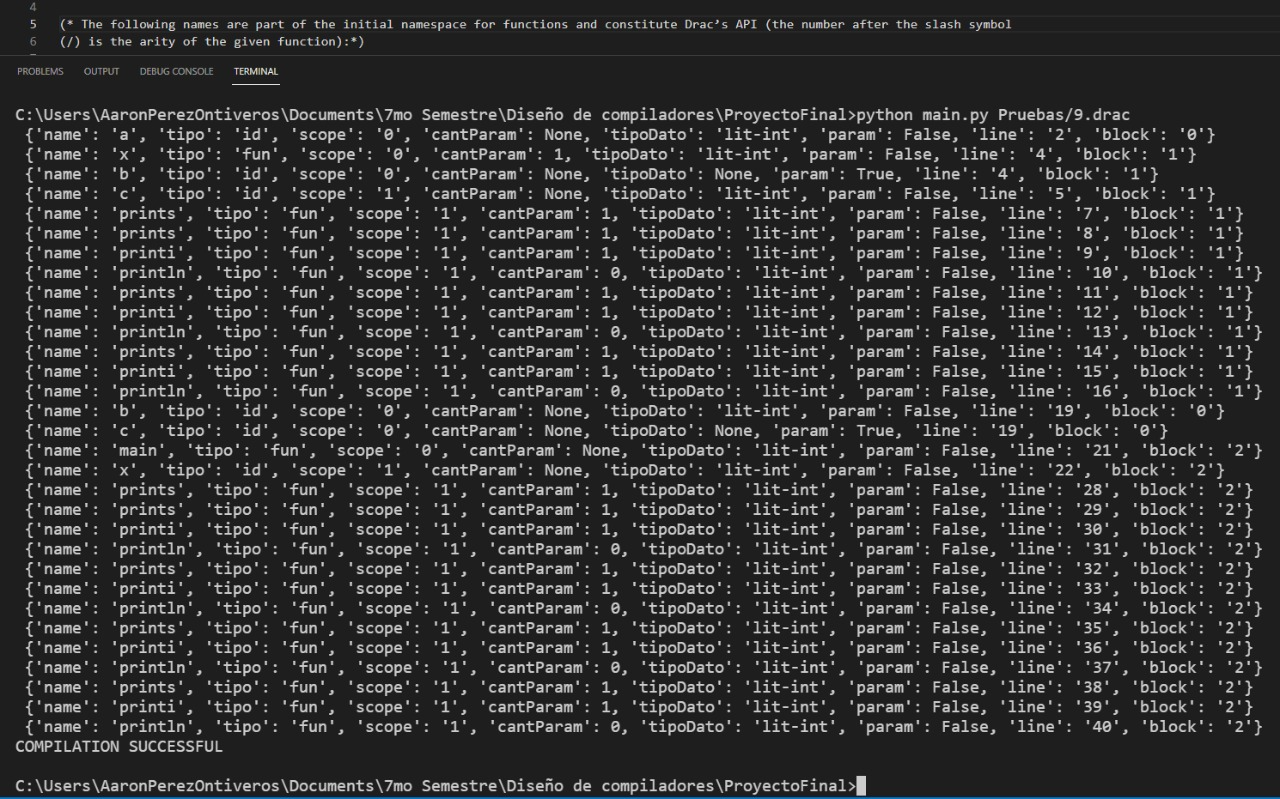 4
5 (* The following names are part of the initial namespace for functions and constitute Drac’s API (the number after the slash symbol
6 (/) is the arity of the given function):*)
PROBLEMS OUTPUT DEBUG CONSOLE TERMINAL
C:\Users\AaronPerezOntiveros\Documents\7mo Semestre\Diseño de compiladores\ProyectoFinal>python main.py Pruebas/9.drac
{'name': 'a', 'tipo': 'id', 'scope': '0', 'cantParam': None, 'tipoDato': 'lit-int', 'param': False, 'line': '2', 'block': '0'}
{'name': 'x', 'tipo': 'fun', 'scope': '0', 'cantParam': 1, 'tipoDato': 'lit-int', 'param': False, 'line': '4', 'block': '1'}
{'name': 'b', 'tipo': 'id', 'scope': '0', 'cantParam': None, 'tipoDato': None, 'param': True, 'line': '4', 'block': '1'}
{'name': 'c', 'tipo': 'id', 'scope': '1', 'cantParam': None, 'tipoDato': 'lit-int', 'param': False, 'line': '5', 'block': '1'}
{'name': 'prints', 'tipo': 'fun', 'scope': '1', 'cantParam': 1, 'tipoDato': 'lit-int', 'param': False, 'line': '7', 'block': '1'}
{'name': 'prints', 'tipo': 'fun', 'scope': '1', 'cantParam': 1, 'tipoDato': 'lit-int', 'param': False, 'line': '8', 'block': '1'}
{'name': 'printi', 'tipo': 'fun', 'scope': '1', 'cantParam': 1, 'tipoDato': 'lit-int', 'param': False, 'line': '9', 'block': '1'}
{'name': 'println', 'tipo': 'fun', 'scope': '1', 'cantParam': 0, 'tipoDato': 'lit-int', 'param': False, 'line': '10', 'block': '1'}
{'name': 'prints', 'tipo': 'fun', 'scope': '1', 'cantParam': 1, 'tipoDato': 'lit-int', 'param': False, 'line': '11', 'block': '1'}
{'name': 'printi', 'tipo': 'fun', 'scope': '1', 'cantParam': 1, 'tipoDato': 'lit-int', 'param': False, 'line': '12', 'block': '1'}
{'name': 'println', 'tipo': 'fun', 'scope': '1', 'cantParam': 0, 'tipoDato': 'lit-int', 'param': False, 'line': '13', 'block': '1'}
{'name': 'prints', 'tipo': 'fun', 'scope': '1', 'cantParam': 1, 'tipoDato': 'lit-int', 'param': False, 'line': '14', 'block': '1'}
{'name': 'printi', 'tipo': 'fun', 'scope': '1', 'cantParam': 1, 'tipoDato': 'lit-int', 'param': False, 'line': '15', 'block': '1'}
{'name': 'println', 'tipo': 'fun', 'scope': '1', 'cantParam': 0, 'tipoDato': 'lit-int', 'param': False, 'line': '16', 'block': '1'}
{'name': 'b', 'tipo': 'id', 'scope': '0', 'cantParam': None, 'tipoDato': 'lit-int', 'param': False, 'line': '19', 'block': '0'}
{'name': 'c', 'tipo': 'id', 'scope': '0', 'cantParam': None, 'tipoDato': None, 'param': True, 'line': '19', 'block': '0'}
{'name': 'main', 'tipo': 'fun', 'scope': '0', 'cantParam': None, 'tipoDato': 'lit-int', 'param': False, 'line': '21', 'block': '2'}
{'name': 'x', 'tipo': 'id', 'scope': '1', 'cantParam': None, 'tipoDato': 'lit-int', 'param': False, 'line': '22', 'block': '2'}
{'name': 'prints', 'tipo': 'fun', 'scope': '1', 'cantParam': 1, 'tipoDato': 'lit-int', 'param': False, 'line': '28', 'block': '2'}
{'name': 'prints', 'tipo': 'fun', 'scope': '1', 'cantParam': 1, 'tipoDato': 'lit-int', 'param': False, 'line': '29', 'block': '2'}
{'name': 'printi', 'tipo': 'fun', 'scope': '1', 'cantParam': 1, 'tipoDato': 'lit-int', 'param': False, 'line': '30', 'block': '2'}
{'name': 'println', 'tipo': 'fun', 'scope': '1', 'cantParam': 0, 'tipoDato': 'lit-int', 'param': False, 'line': '31', 'block': '2'}
{'name': 'prints', 'tipo': 'fun', 'scope': '1', 'cantParam': 1, 'tipoDato': 'lit-int', 'param': False, 'line': '32', 'block': '2'}
{'name': 'printi', 'tipo': 'fun', 'scope': '1', 'cantParam': 1, 'tipoDato': 'lit-int', 'param': False, 'line': '33', 'block': '2'}
{'name': 'println', 'tipo': 'fun', 'scope': '1', 'cantParam': 0, 'tipoDato': 'lit-int', 'param': False, 'line': '34', 'block': '2'}
{'name': 'prints', 'tipo': 'fun', 'scope': '1', 'cantParam': 1, 'tipoDato': 'lit-int', 'param': False, 'line': '35', 'block': '2'}
{'name': 'printi', 'tipo': 'fun', 'scope': '1', 'cantParam': 1, 'tipoDato': 'lit-int', 'param': False, 'line': '36', 'block': '2'}
{'name': 'println', 'tipo': 'fun', 'scope': '1', 'cantParam': 0, 'tipoDato': 'lit-int', 'param': False, 'line': '37', 'block': '2'}
{'name': 'prints', 'tipo': 'fun', 'scope': '1', 'cantParam': 1, 'tipoDato': 'lit-int', 'param': False, 'line': '38', 'block': '2'}
{'name': 'printi', 'tipo': 'fun', 'scope': '1', 'cantParam': 1, 'tipoDato': 'lit-int', 'param': False, 'line': '39', 'block': '2'}
{'name': 'println', 'tipo': 'fun', 'scope': '1', 'cantParam': 0, 'tipoDato': 'lit-int', 'param': False, 'line': '40', 'block': '2'}
COMPILATION SUCCESSFUL
C:\Users\AaronPerezOntiveros\Documents\7mo Semestre\Diseño de compiladores\ProyectoFinal>